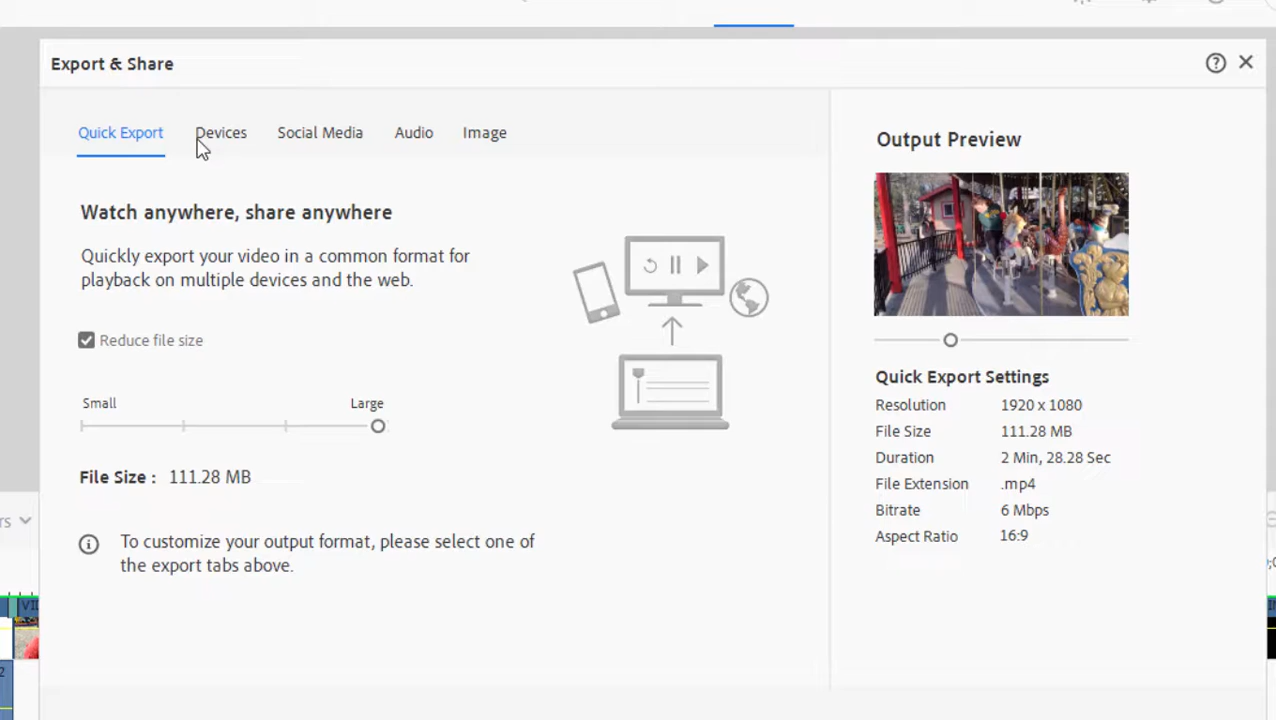 Export & Share
Quick Export Devices Social Media Audio Image
Watch anywhere, share anywhere
Quickly export your video in a common format for
playback on multiple devices and the web.
Reduce file size
Small Large
File Size : 111.28 MB
To customize your output format, please select one of
the export tabs above.
Output Preview
Quick Export Settings
Resolution 1920 x 1080
File Size 111.28 MB
Duration 2 Min, 28.28 Sec
File Extension .mp4
Bitrate 6 Mbps
Aspect Ratio 16:9